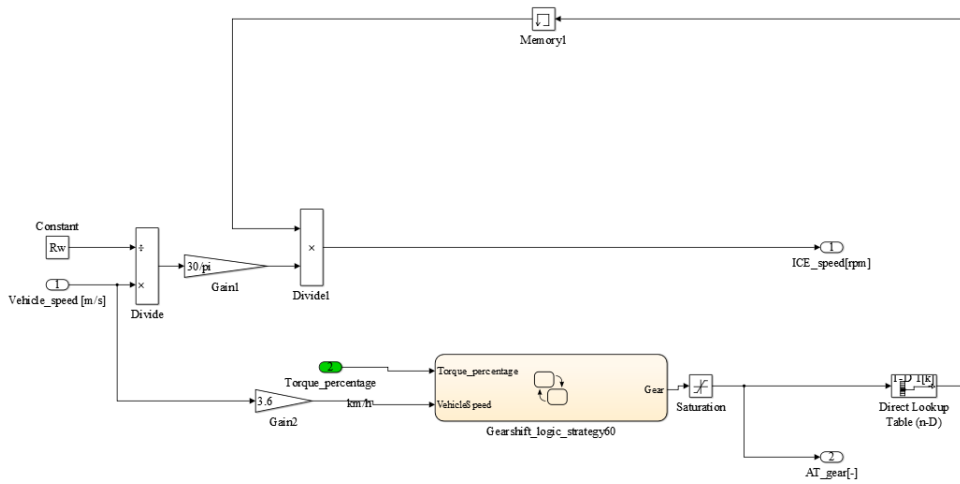 Memory1
Constant
Rw
÷
×
1
Vehicle_speed [m/s]
Divide
30/pi
Gain1
×
Divide1
1
ICE_speed[rpm]
2
Torque_percentage
3.6
Gain2
km/h
Torque_percentage
VehicleSpeed
Gear
Gearshift_logic_strategy60
Saturation
1-D T[k]
Direct Lookup
Table (n-D)
2
AT_gear[-]